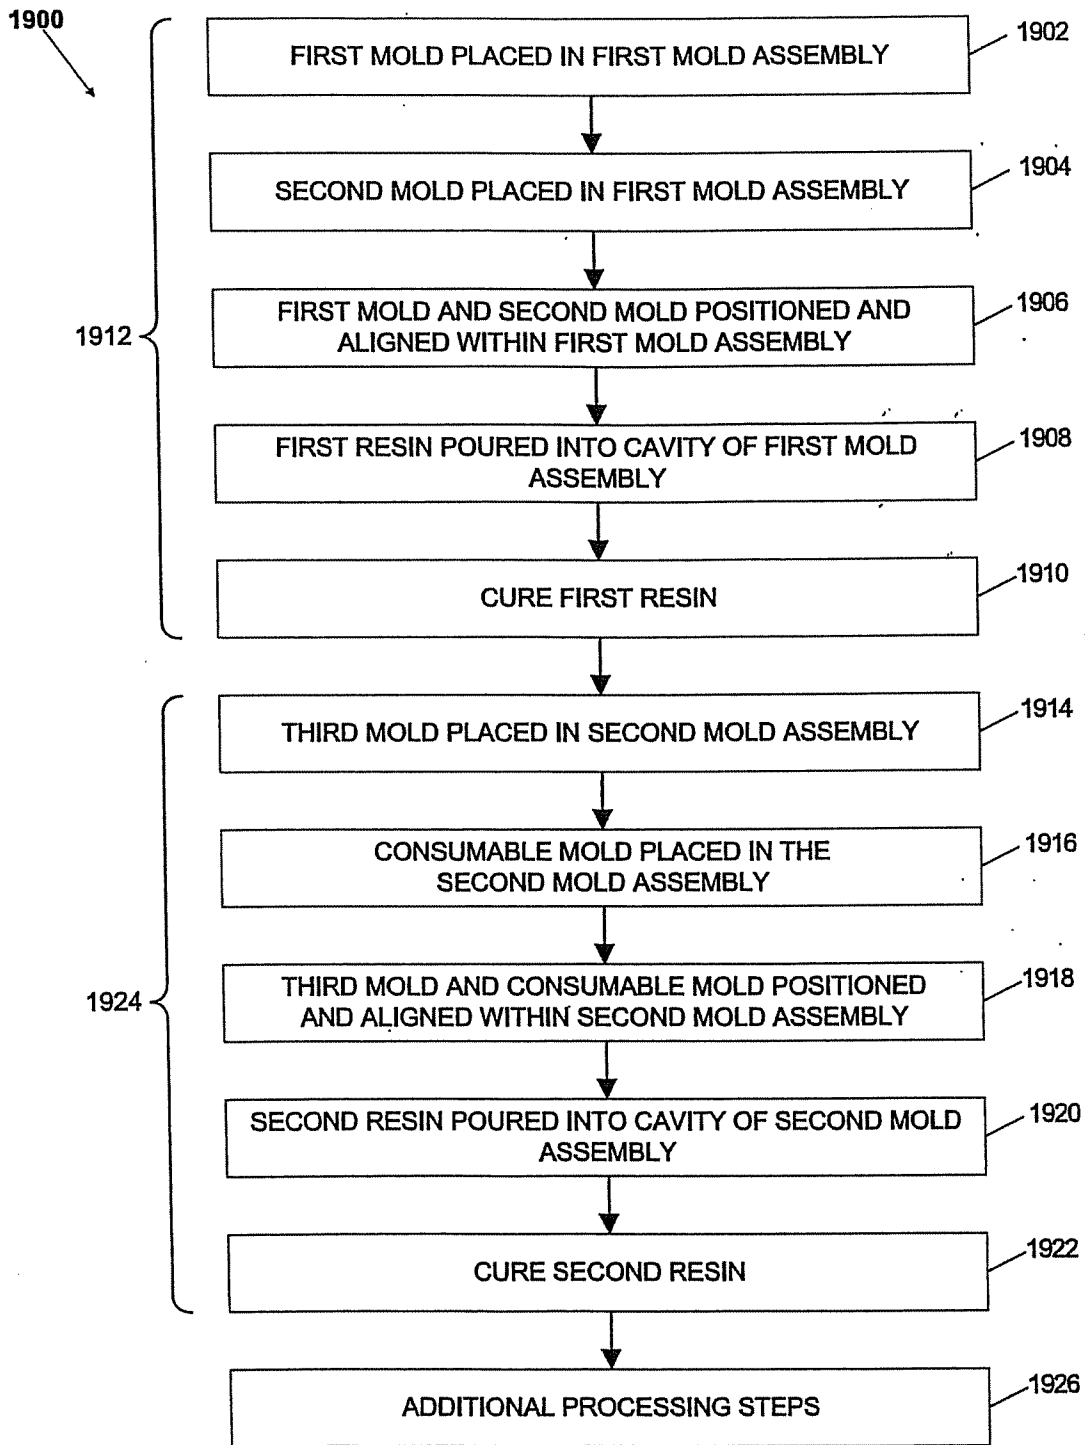 1900
FIRST MOLD PLACED IN FIRST MOLD ASSEMBLY
1902
SECOND MOLD PLACED IN FIRST MOLD ASSEMBLY
1904
FIRST MOLD AND SECOND MOLD POSITIONED AND
ALIGNED WITHIN FIRST MOLD ASSEMBLY
1906
1912
FIRST RESIN POURED INTO CAVITY OF FIRST MOLD
ASSEMBLY
1908
CURE FIRST RESIN
1910
THIRD MOLD PLACED IN SECOND MOLD ASSEMBLY
1914
CONSUMABLE MOLD PLACED IN THE
SECOND MOLD ASSEMBLY
1916
THIRD MOLD AND CONSUMABLE MOLD POSITIONED
AND ALIGNED WITHIN SECOND MOLD ASSEMBLY
1918
1924
SECOND RESIN POURED INTO CAVITY OF SECOND MOLD
ASSEMBLY
1920
CURE SECOND RESIN
1922
ADDITIONAL PROCESSING STEPS
1926